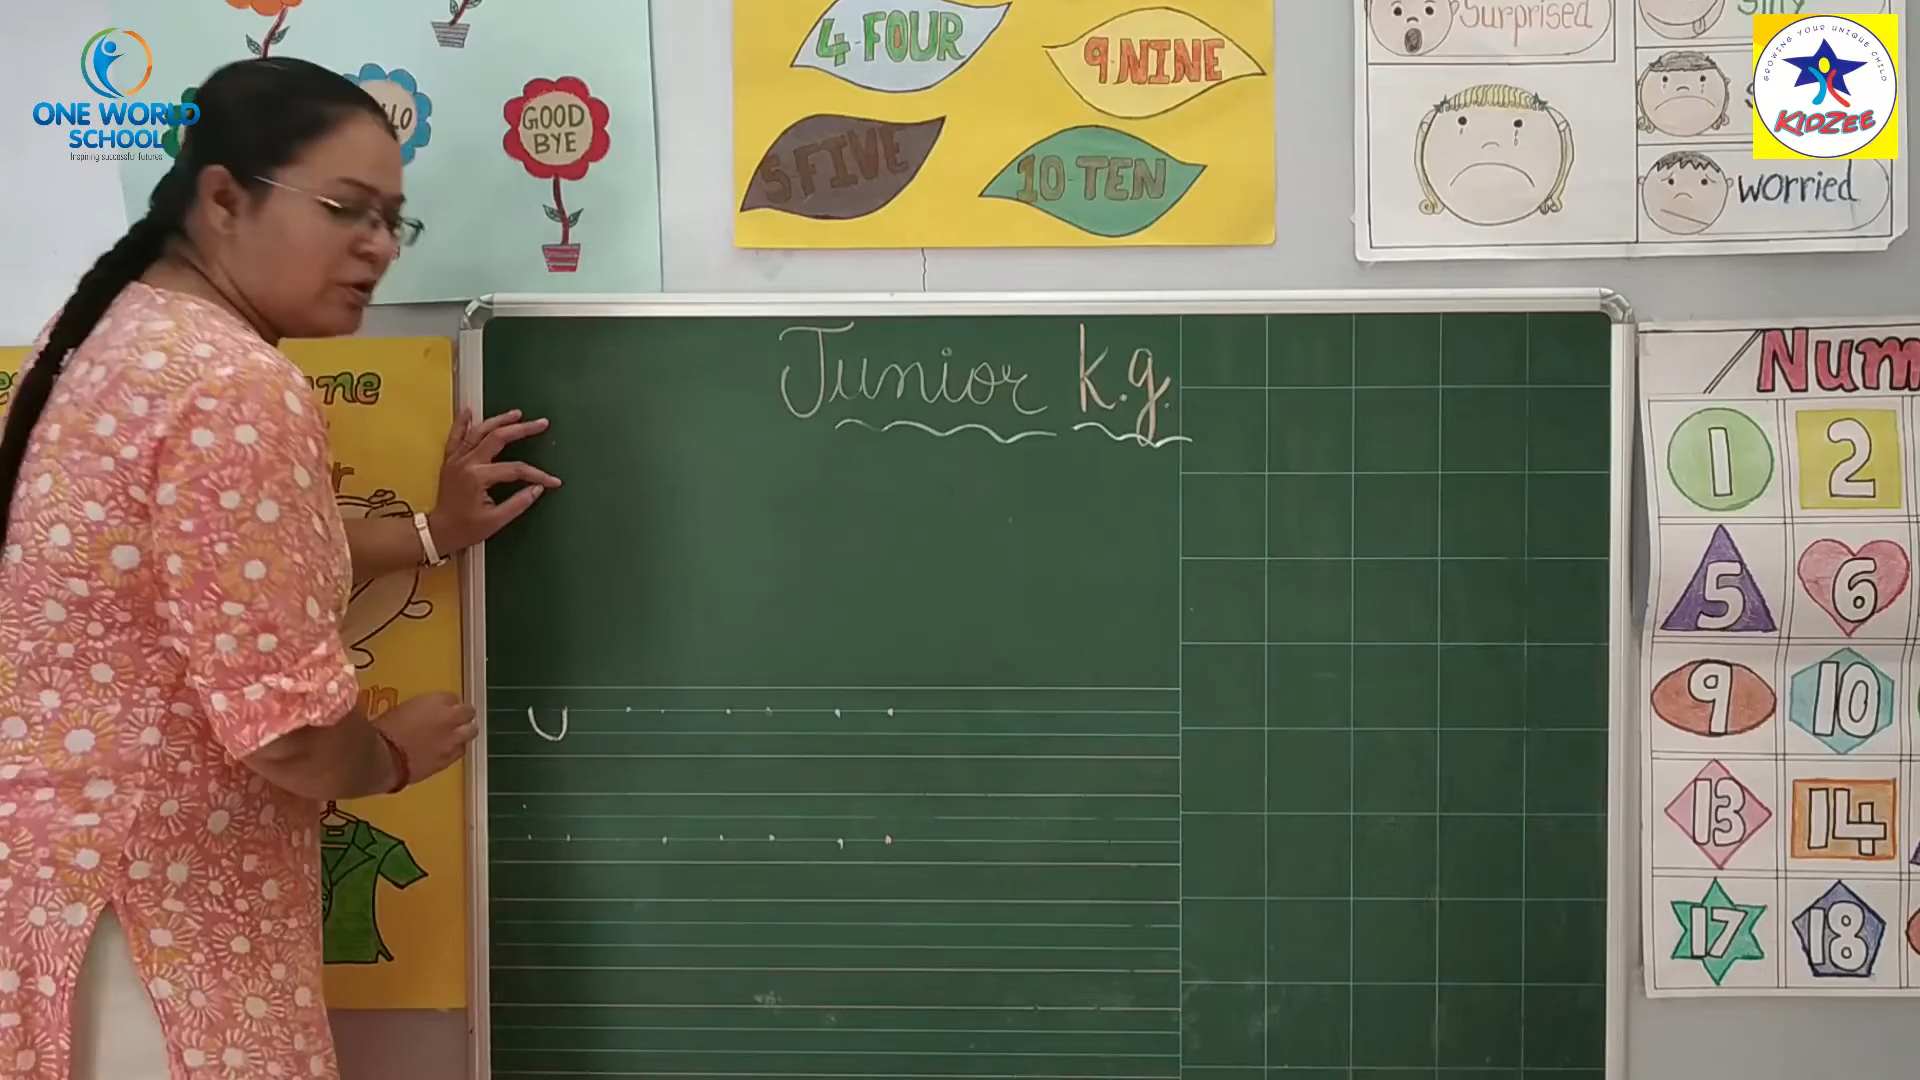 ONE WORLD
SCHOOL
Inspiring successful futures
GOOD
BYE
4-FOUR
9-NINE
5-FIVE
10-TEN
Surprised
worried
GROWING YOUR UNIQUE CHILD
KIDZEE
Junior k.g.
U
Num
1 2
5 6
9 10
13 14
17 18